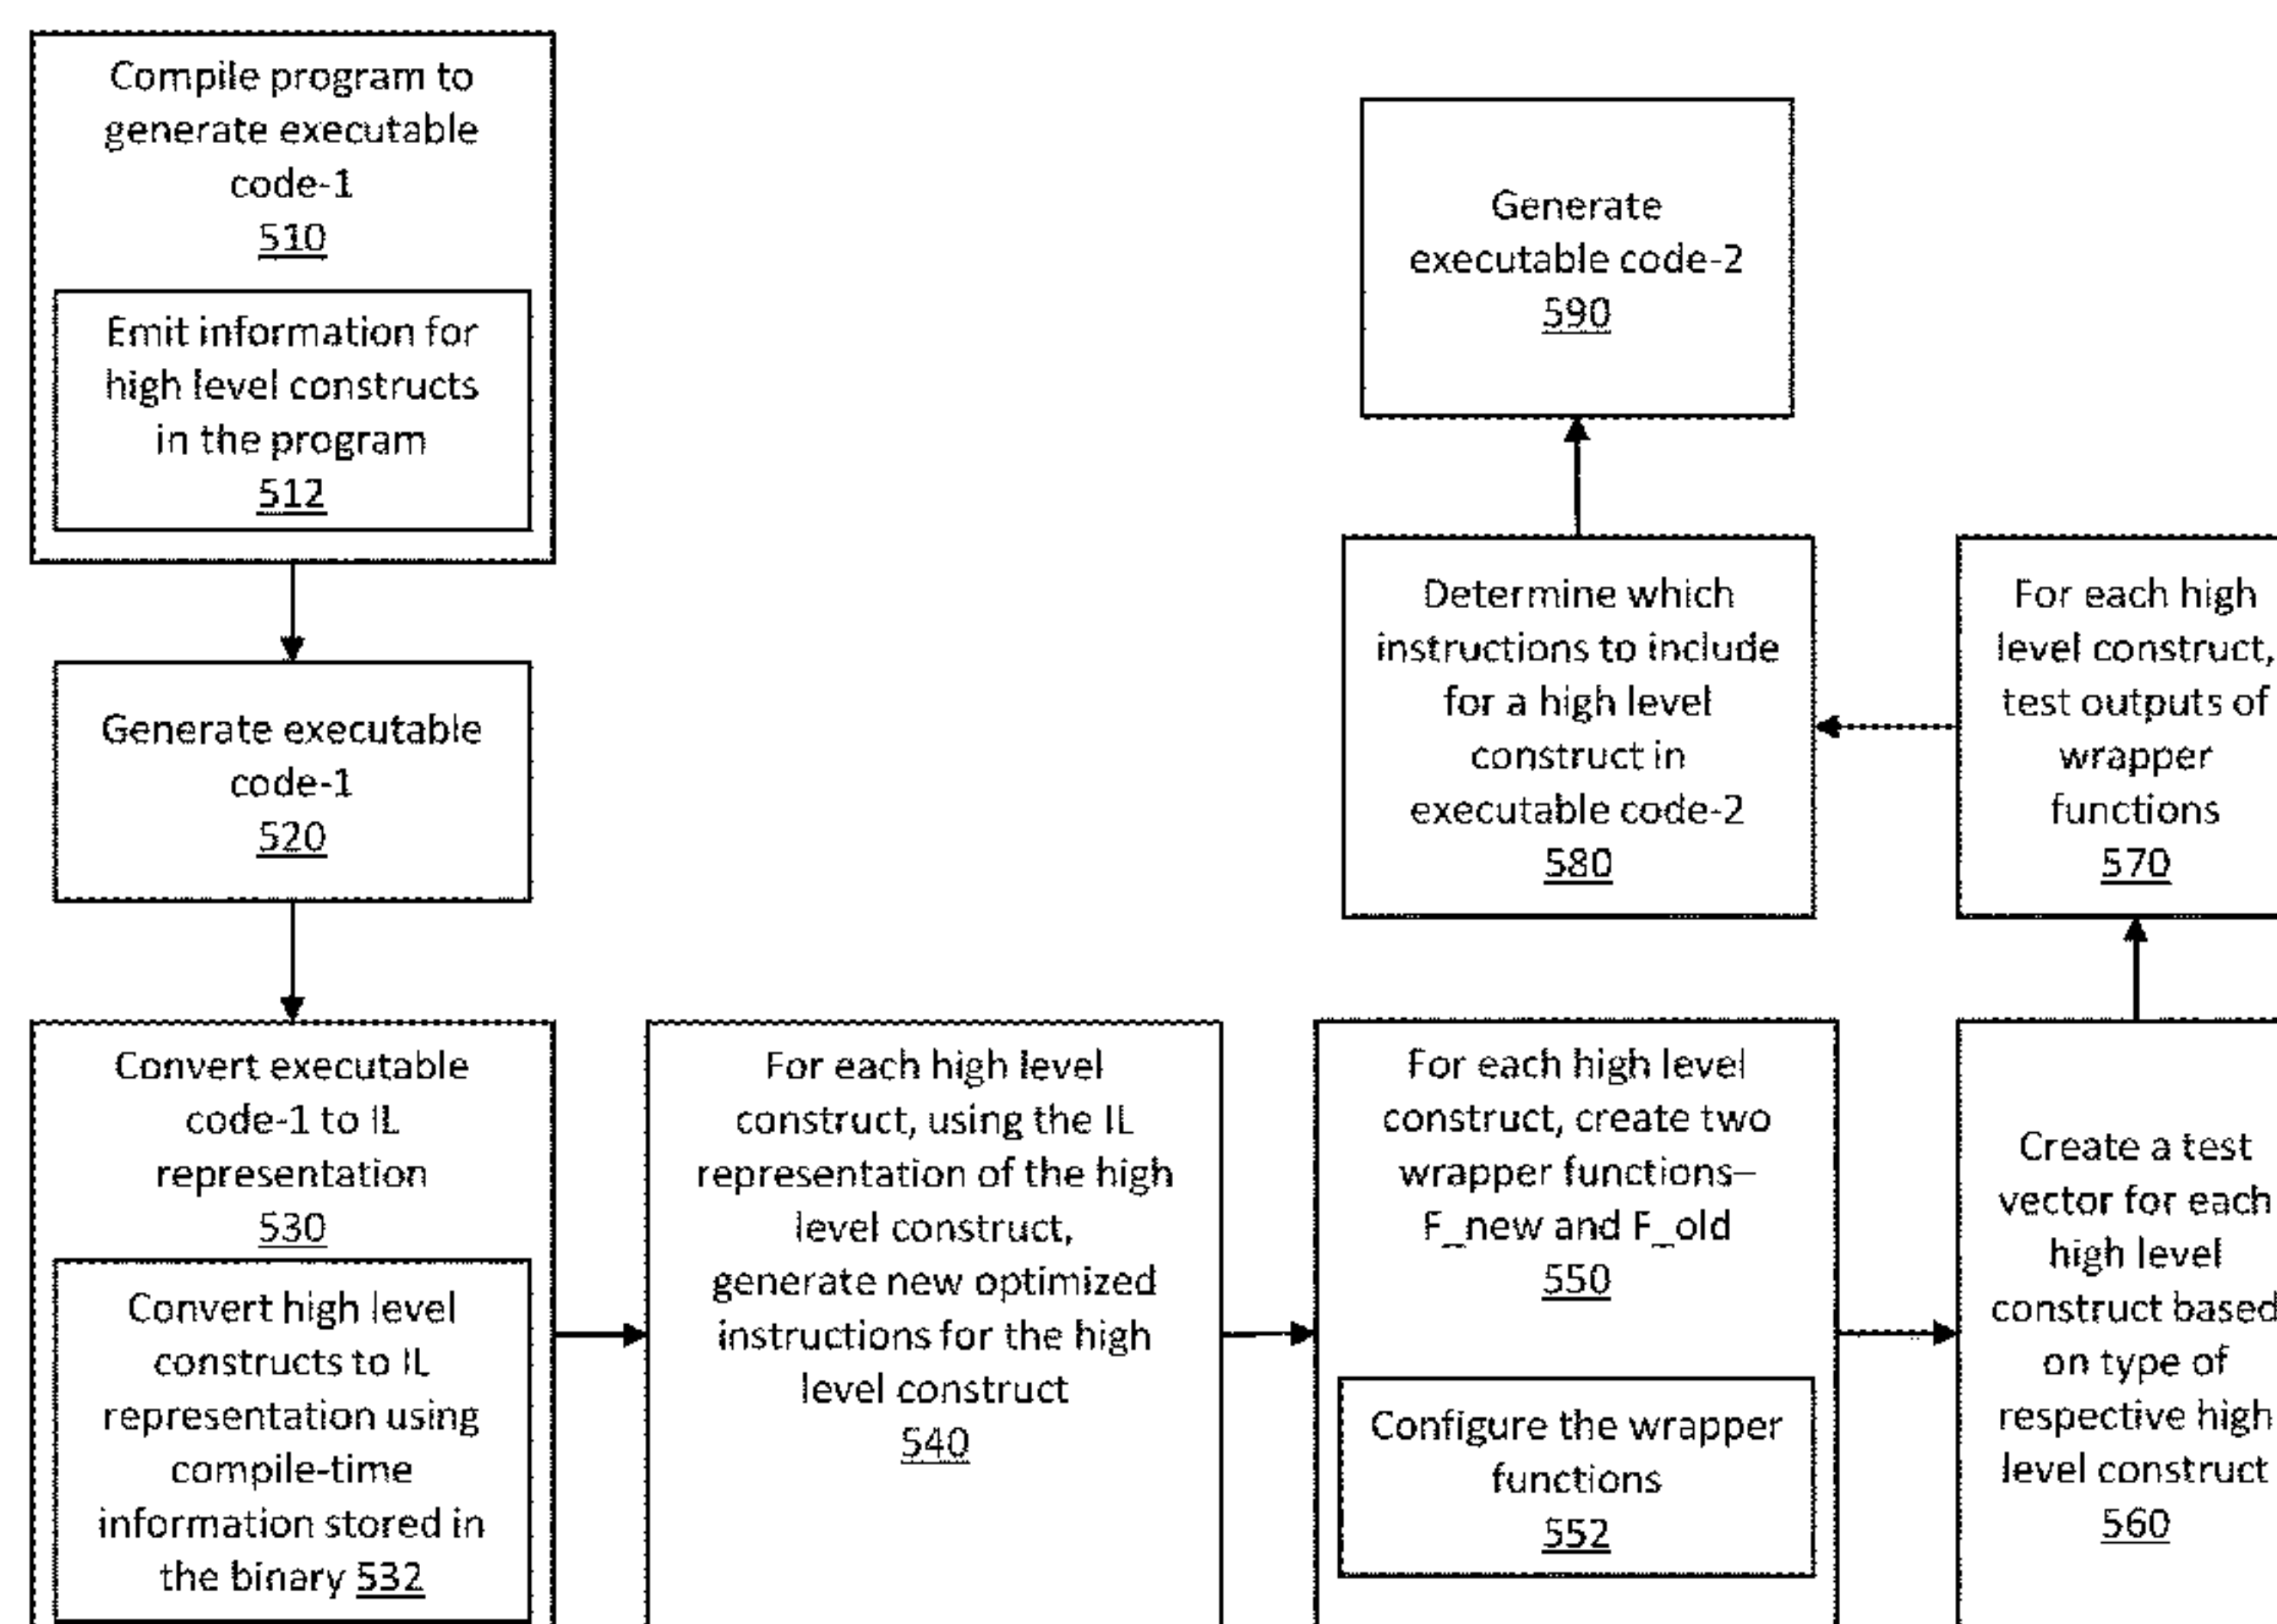 Compile program to
generate executable
code-1
510
Emit information for
high level constructs
in the program
512
Generate executable
code-1
520
Convert executable
code-1 to IL
representation
530
Convert high level
constructs to IL
representation using
compile-time
information stored in
the binary 532
For each high level
construct, using the IL
representation of the high
level construct,
generate new optimized
instructions for the high
level construct
540
For each high level
construct, create two
wrapper functions–
F_new and F_old
550
Configure the wrapper
functions
552
Create a test
vector for each
high level
construct based
on type of
respective high
level construct
560
For each high
level construct,
test outputs of
wrapper
functions
570
Determine which
instructions to include
for a high level
construct in
executable code-2
580
Generate
executable code-2
590